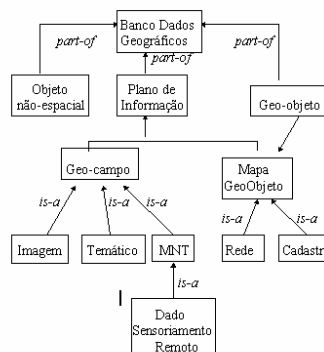 Banco Dados
Geográficos
part-of
part-of
part-of
Objeto
não-espacial
Plano de
Informação
Geo-objeto
Geo-campo
Mapa
GeoObjeto
is-a
is-a
is-a
is-a
is-a
Imagem
Temático
MNT
Rede
Cadastr
is-a
Dado
Sensoriamento
Remoto